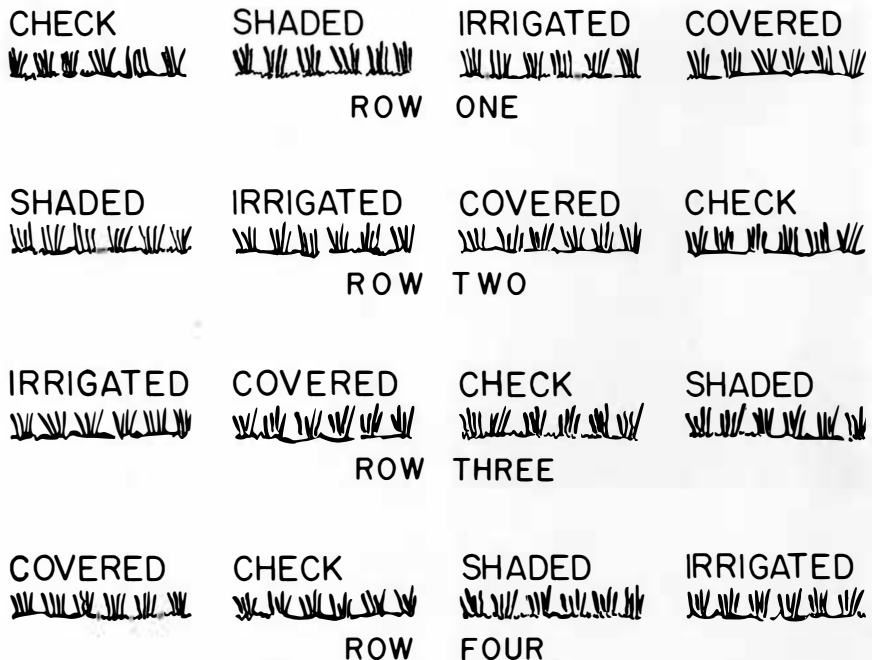 CHECK SHADED IRRIGATED COVERED
ROW ONE
SHADED IRRIGATED COVERED CHECK
ROW TWO
IRRIGATED COVERED CHECK SHADED
ROW THREE
COVERED CHECK SHADED IRRIGATED
ROW FOUR